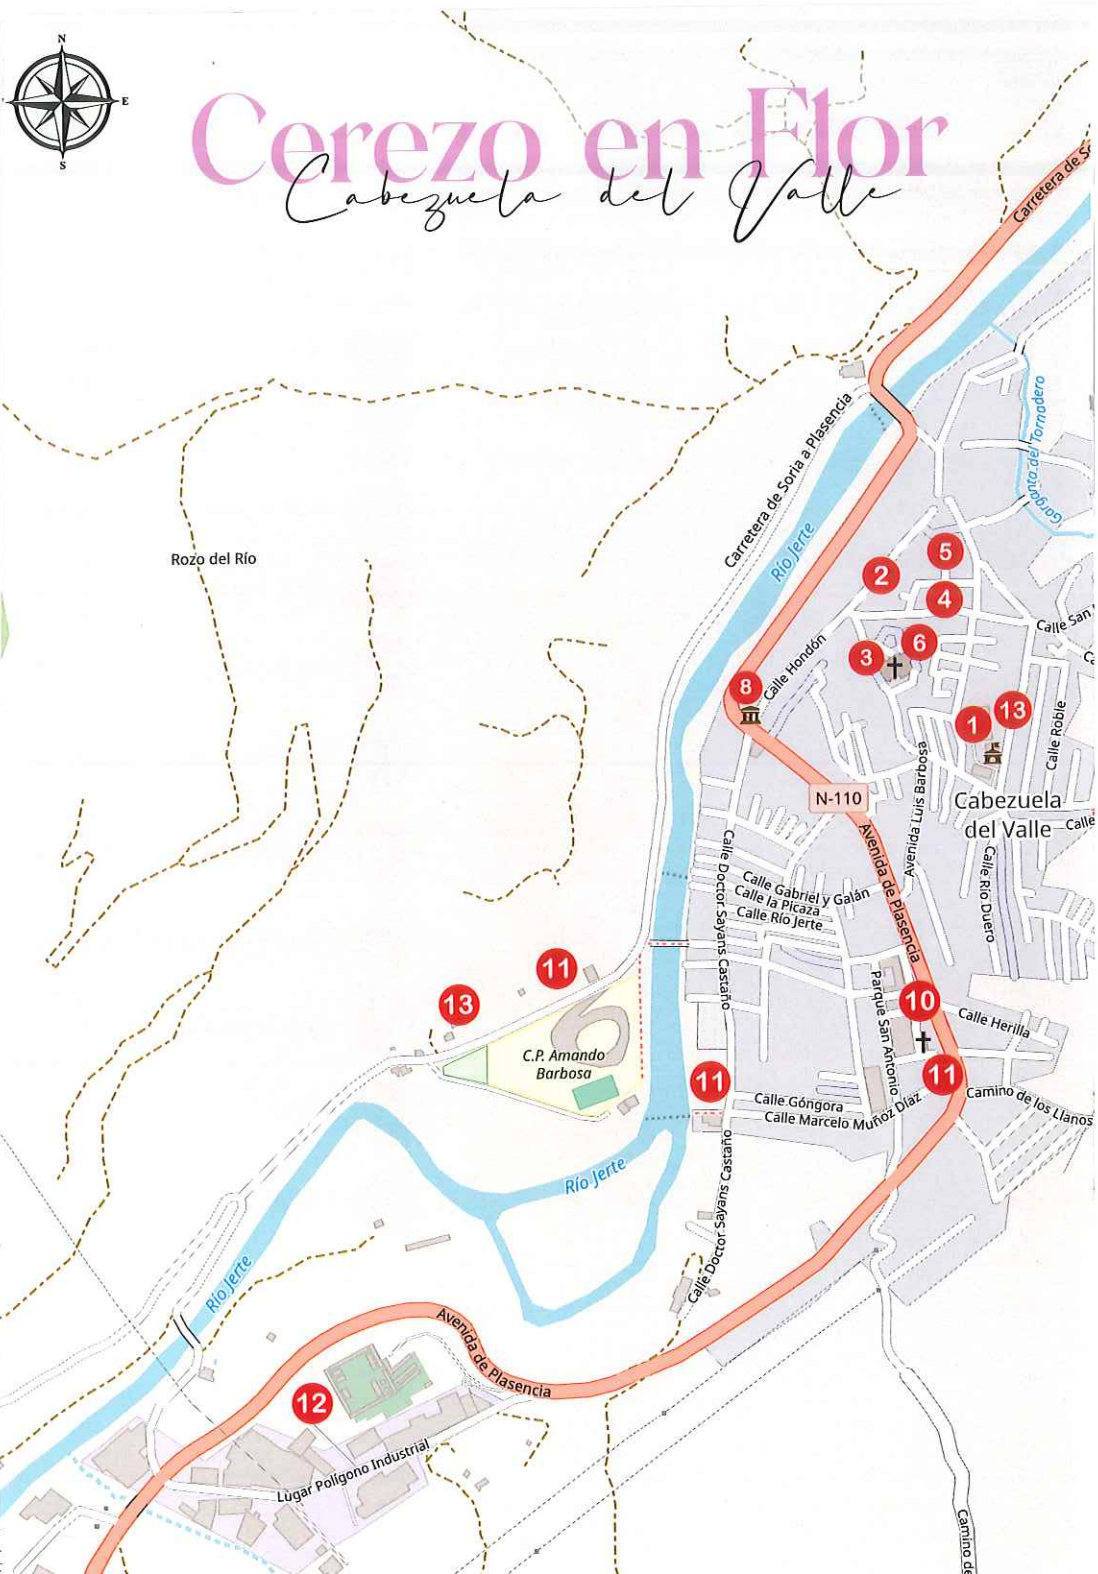 N
E
S
Cerezo en Flor
Cabezuela del Valle
Carretera de So
Garganta del Tornadero
Carretera de Soria a Plasencia
Río Jerte
Rozo del Río
5
2
4
Calle San
6
3
Calle Hondón
8
13
1
Calle Roble
N-110
Avenida Luis Barbosa
Cabezuela
del Valle
Calle
Avenida de Plasencia
Calle Río Duero
Calle Doctor Sayans Castaño
Calle Gabriel y Galán
Calle la Picaza
Calle Río Jerte
11
13
10
Parque San Antonio
Calle Herilla
C.P. Amando
Barbosa
11
11
Calle Góngora
Calle Marcelo Muñoz Díaz
Camino de los Llanos
Río Jerte
Calle Doctor Sayans Castaño
Río Jerte
Avenida de Plasencia
12
Lugar Polígono Industrial
Camino de